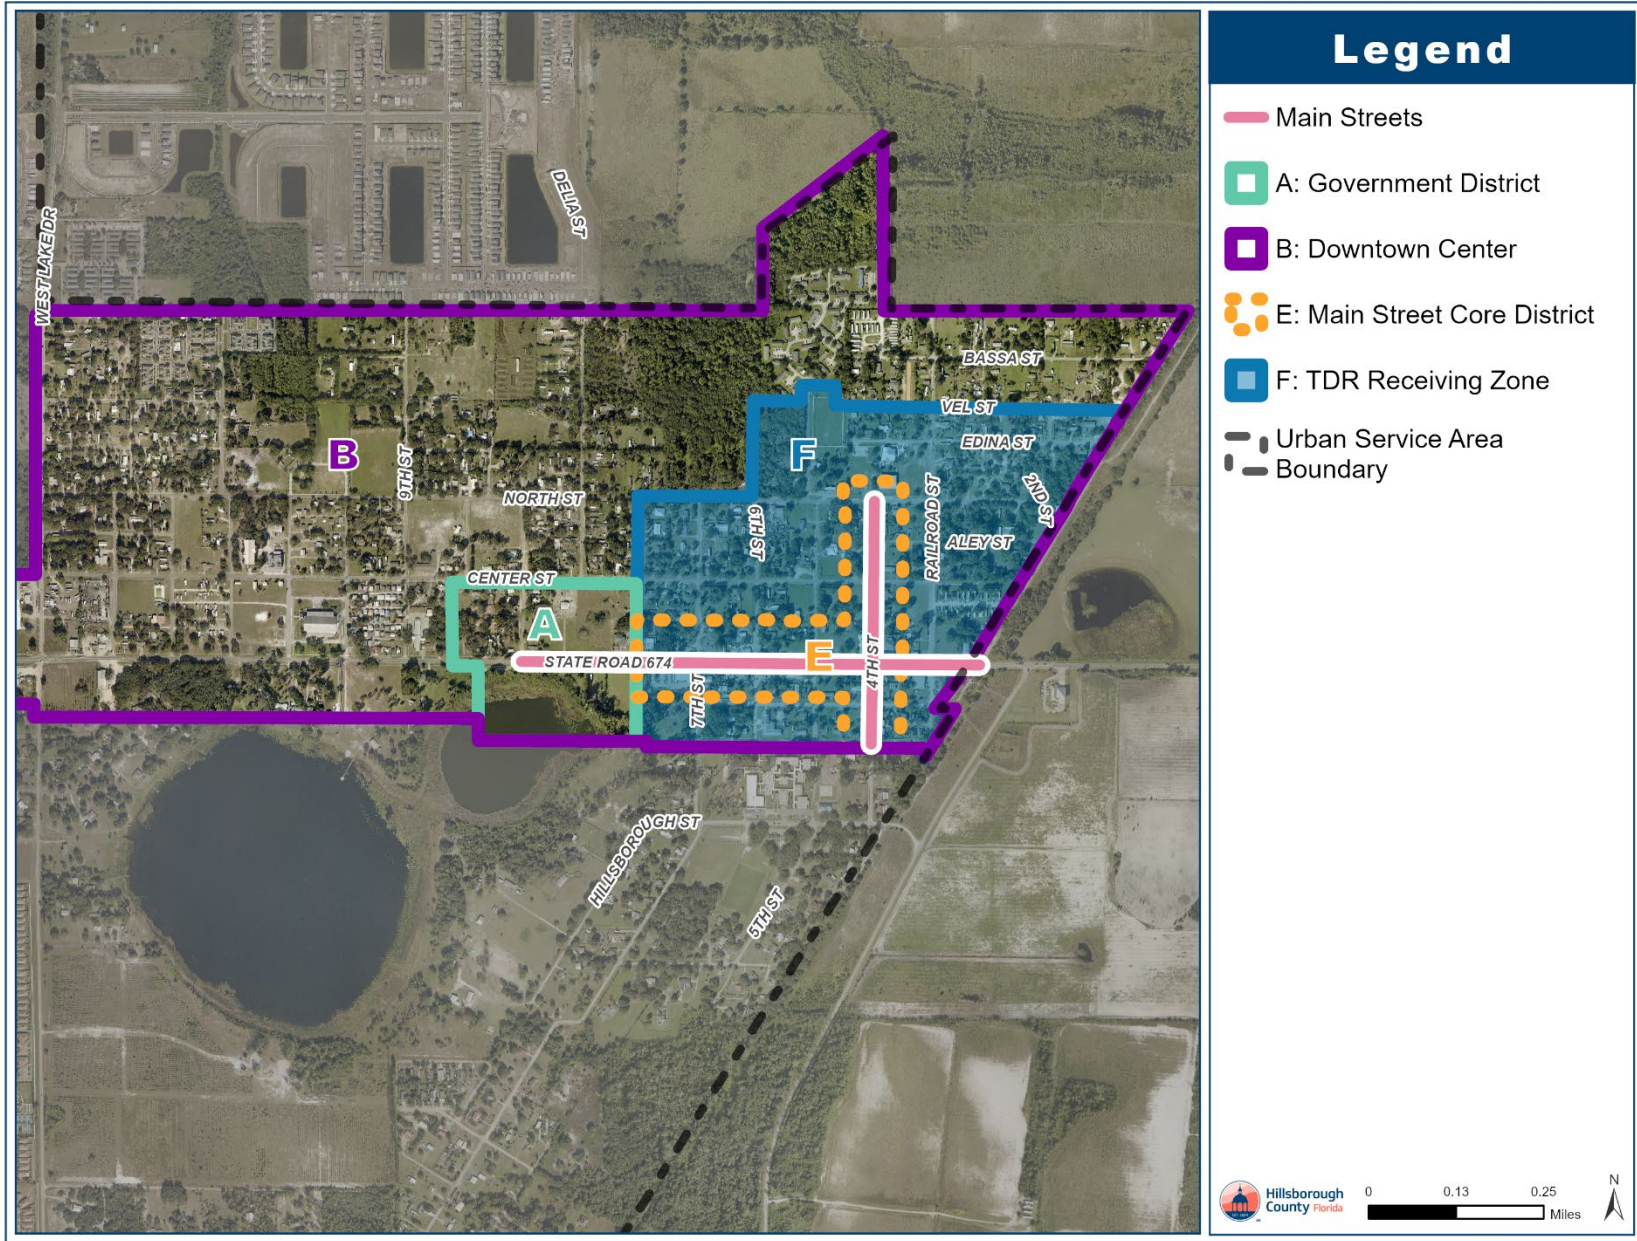 Legend
Main Streets
A: Government District
B: Downtown Center
E: Main Street Core District
F: TDR Receiving Zone
Urban Service Area
Boundary
WEST LAKE DR
DELIA ST
BASSA ST
VEL ST
EDINA ST
B
F
9TH ST
NORTH ST
6TH ST
RAILROAD ST
2ND ST
ALEY ST
CENTER ST
A
E
STATE ROAD 674
4TH ST
7TH ST
HILLSBOROUGH ST
5TH ST
Hillsborough
County Florida
0 0.13 0.25
Miles
N